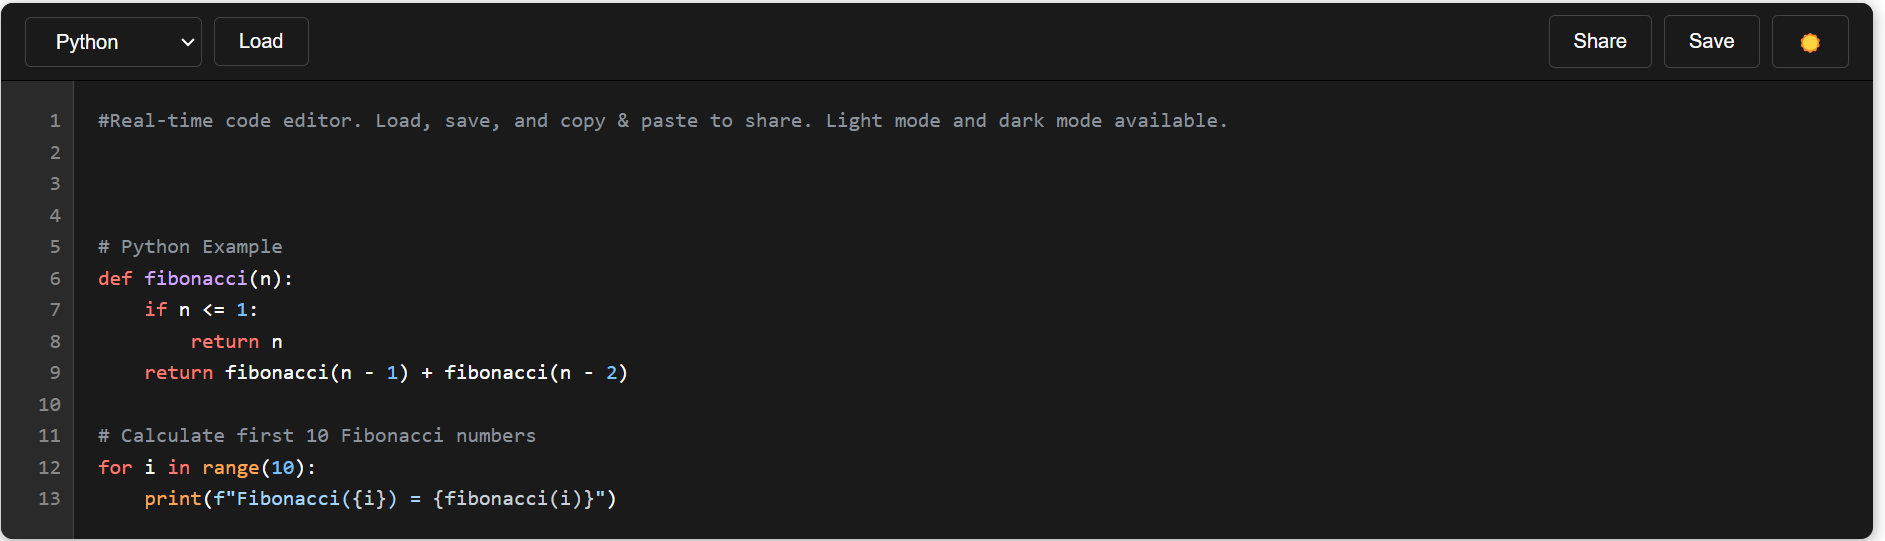 Python Load Share Save
1 #Real-time code editor. Load, save, and copy & paste to share. Light mode and dark mode available.
2
3
4
5 # Python Example
6 def fibonacci(n):
7     if n <= 1:
8         return n
9     return fibonacci(n - 1) + fibonacci(n - 2)
10
11 # Calculate first 10 Fibonacci numbers
12 for i in range(10):
13     print(f"Fibonacci({i}) = {fibonacci(i)}")